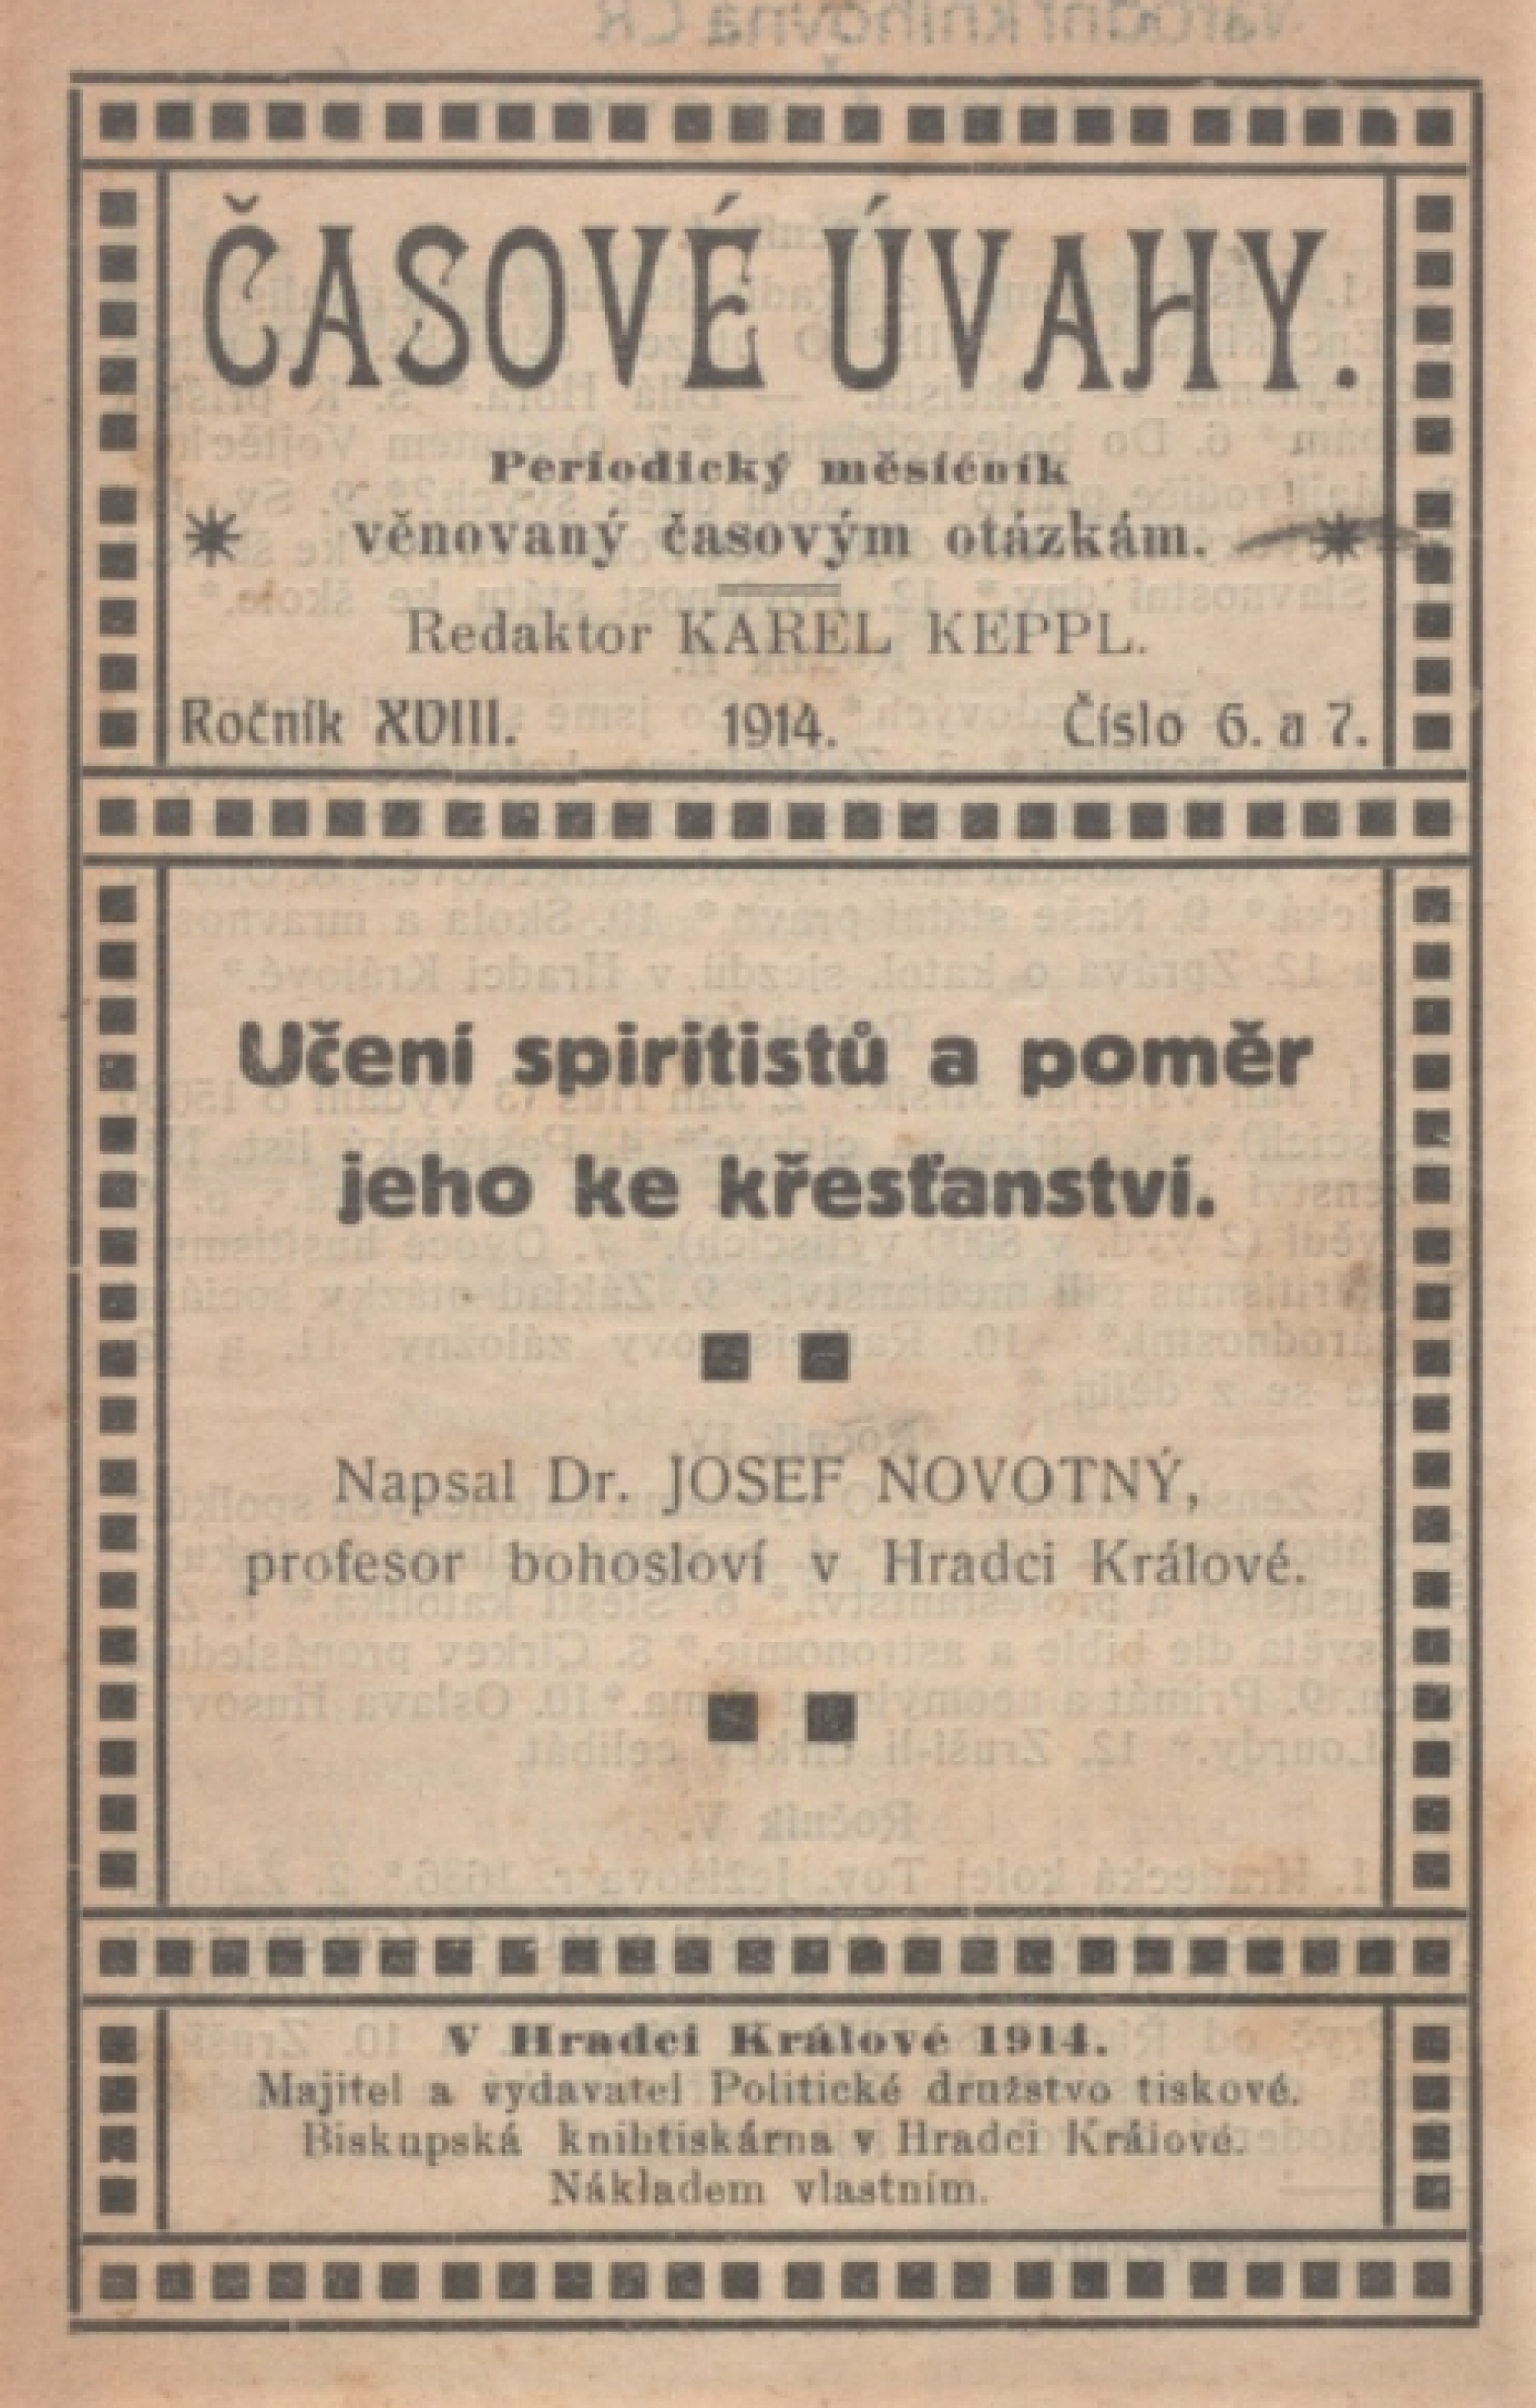 ČASOVÉ ÚVAHY.
Periodický měsíčník
věnovaný časovým otázkám.
Redaktor KAREL KEPPL.
Ročník XVIII. 1914. Číslo 6. a 7.
Učení spiritistů a poměr
jeho ke křesťanství.
Napsal Dr. JOSEF NOVOTNÝ,
profesor bohosloví v Hradci Králové.
V Hradci Králové 1914.
Majitel a vydavatel Politické družstvo tiskové.
Biskupská knihtiskárna v Hradci Králové.
Nákladem vlastním.